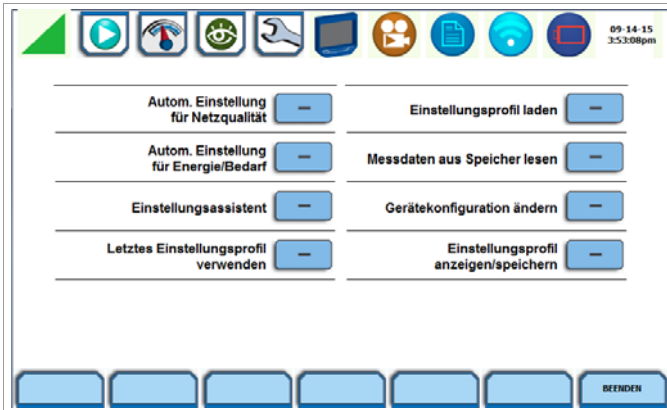 09-14-15
3:53:08pm
Autom. Einstellung
für Netzqualität
Autom. Einstellung
für Energie/Bedarf
Einstellungsassistent
Letztes Einstellungsprofil
verwenden
Einstellungsprofil laden
Messdaten aus Speicher lesen
Gerätekonfiguration ändern
Einstellungsprofil
anzeigen/speichern
BEENDEN